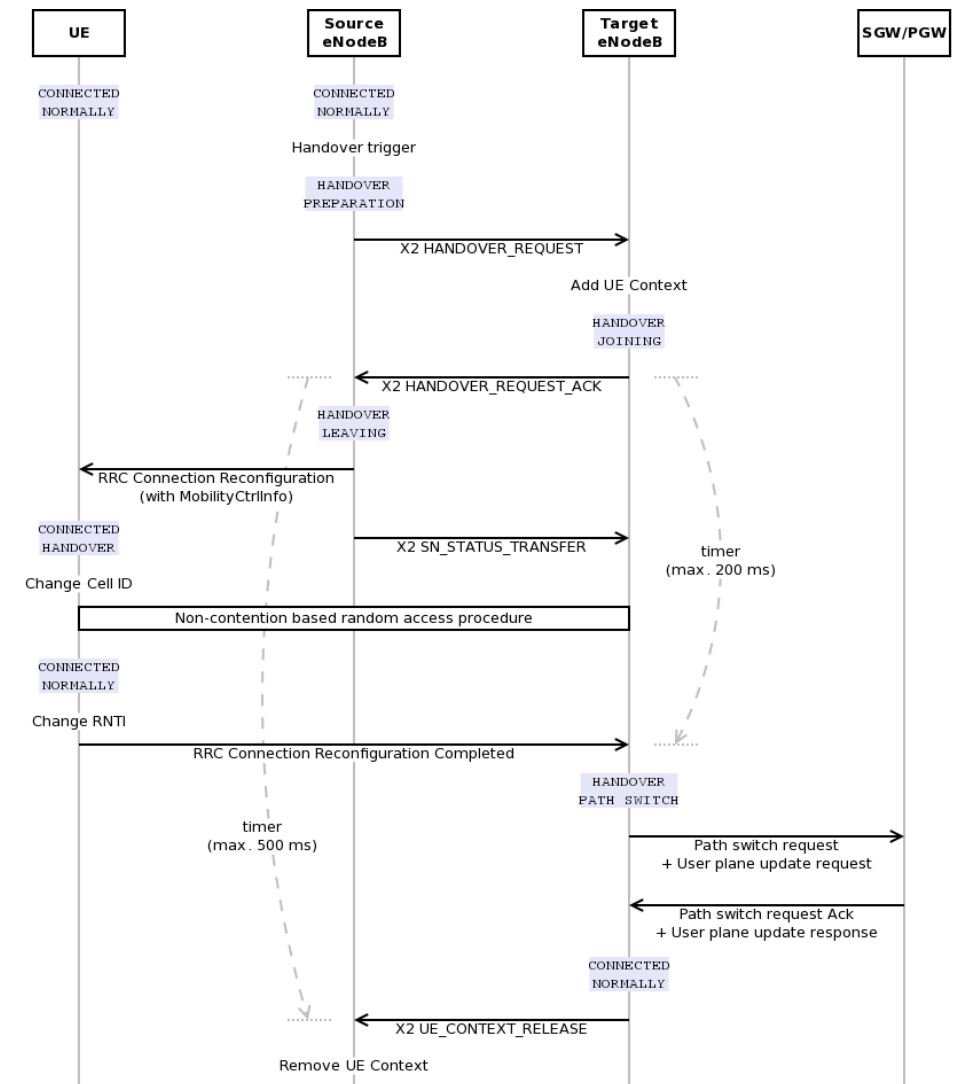 UE
Source
eNodeB
Target
eNodeB
SGW/PGW
CONNECTED
NORMALLY
CONNECTED
NORMALLY
Handover trigger
HANDOVER
PREPARATION
X2 HANDOVER_REQUEST
Add UE Context
HANDOVER
JOINING
X2 HANDOVER_REQUEST_ACK
HANDOVER
LEAVING
RRC Connection Reconfiguration
(with MobilityCtrlInfo)
CONNECTED
HANDOVER
X2 SN_STATUS_TRANSFER
timer
(max. 200 ms)
Change Cell ID
Non-contention based random access procedure
CONNECTED
NORMALLY
Change RNTI
RRC Connection Reconfiguration Completed
HANDOVER
PATH SWITCH
timer
(max. 500 ms)
Path switch request
+ User plane update request
Path switch request Ack
+ User plane update response
CONNECTED
NORMALLY
X2 UE_CONTEXT_RELEASE
Remove UE Context